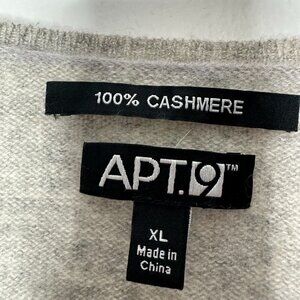 100% CASHMERE
APT.9™
XL
Made in
China